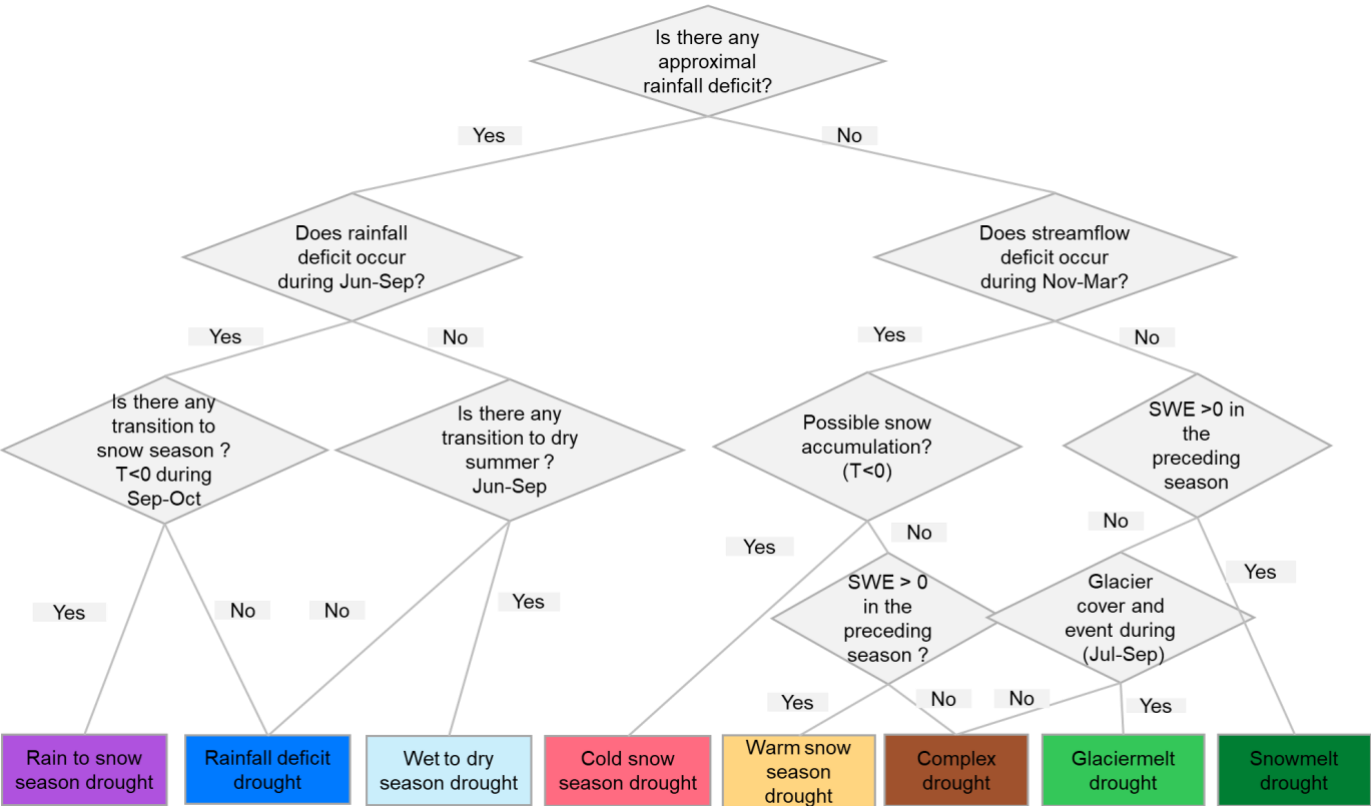 Is there any
approximal
rainfall deficit?
Yes
No
Does rainfall
deficit occur
during Jun-Sep?
Does streamflow
deficit occur
during Nov-Mar?
Yes
No
Yes
No
Is there any
transition to
snow season ?
T<0 during
Sep-Oct
Is there any
transition to dry
summer ?
Jun-Sep
Possible snow
accumulation?
(T<0)
SWE >0 in
the
preceding
season
Yes
No
No
Yes
Yes
No
No
Yes
SWE > 0
in the
preceding
season ?
Glacier
cover and
event during
(Jul-Sep)
Yes
No
No
Yes
Rain to snow
season drought
Rainfall deficit
drought
Wet to dry
season drought
Cold snow
season drought
Warm snow
season
drought
Complex
drought
Glaciermelt
drought
Snowmelt
drought